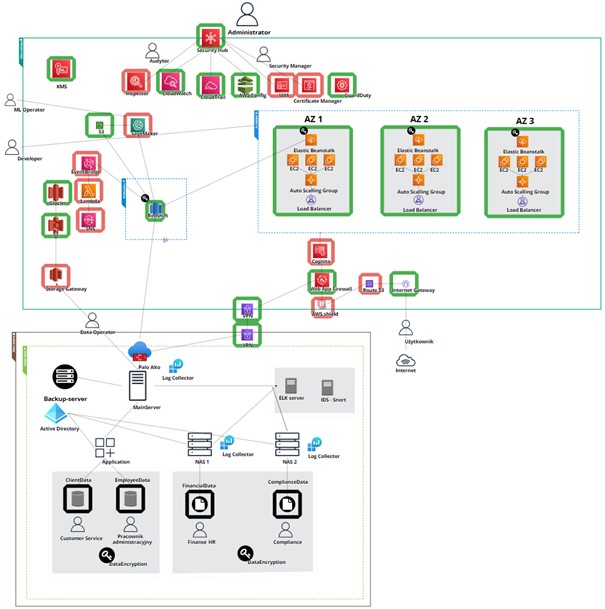 Administrator
Security Hub
Audytor
Security Manager
KMS
Inspector
CloudWatch
CloudTrail
AWS Config
IAM
Certificate Manager
GuardDuty
ML Operator
S3
SageMaker
Developer
AZ 1
AZ 2
AZ 3
Elastic Beanstalk
Elastic Beanstalk
Elastic Beanstalk
EC2 EC2 EC2
EC2 EC2 EC2
EC2 EC2 EC2
Auto Scalling Group
Auto Scalling Group
Auto Scalling Group
Load Balancer
Load Balancer
Load Balancer
EventBridge
Glacier
Lambda
Redshift
SNS
Cognito
Storage Gateway
Web App Firewall
Route 53
Internet Gateway
AWS shield
VPN
Data Operator
VPN
Użytkownik
Internet
Palo Alto
Log Collector
Backup-server
MainServer
ELK server
IDS - Snort
Active Directory
Application
NAS 1
Log Collector
NAS 2
Log Collector
ClientData
EmployeeData
FinancialData
ComplianceData
Customer Service
Pracownik
administracyjny
Finanse HR
Compliance
DataEncryption
DataEncryption